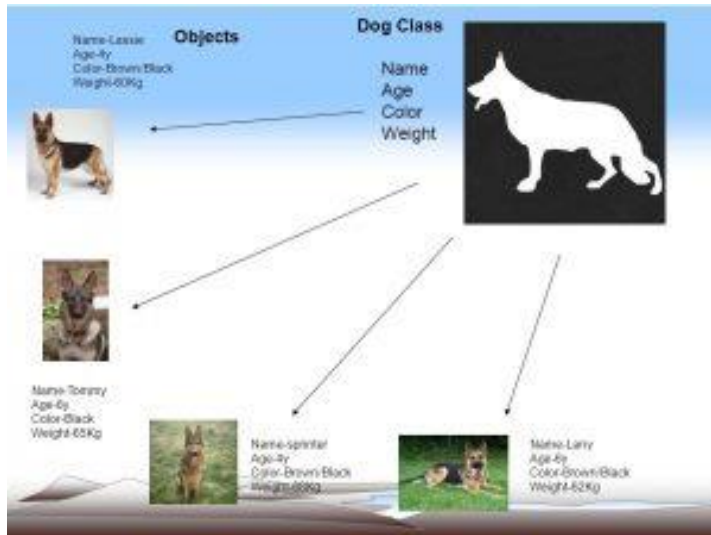 Dog Class
Objects
Name
Age
Color
Weight
Name-Lassie
Age-4y
Color-Brown/Black
Weight-60Kg
Name-Tommy
Age-6y
Color-Black
Weight-65Kg
Name-sprinter
Age-4y
Color-Brown/Black
Name-Larry
Age-6y
Color-Brown/Black
Weight-62Kg